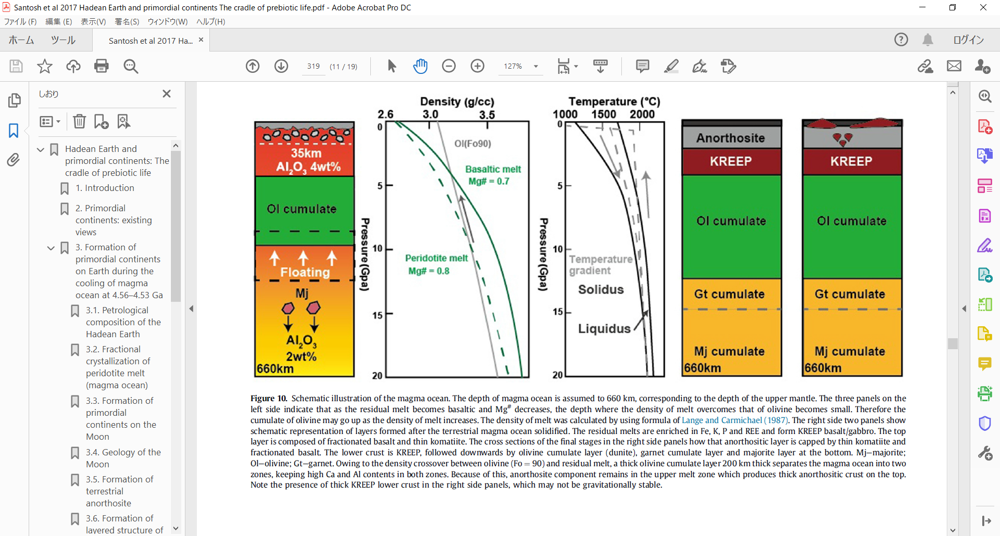 Santosh et al 2017 Hadean Earth and primordial continents The cradle of prebiotic life.pdf - Adobe Acrobat Pro DC
ファイル (F) 編集 (E) 表示(V) 署名(S) ウィンドウ(W) ヘルプ(H)
ホーム ツール Santosh et al 2017 Ha... × ログイン
319 (11 / 19) 127%
しおり
Hadean Earth and
primordial continents: The
cradle of prebiotic life
1. Introduction
2. Primordial
continents: existing
views
3. Formation of
primordial continents
on Earth during the
cooling of magma
ocean at 4.56–4.53 Ga
3.1. Petrological
composition of the
Hadean Earth
3.2. Fractional
crystallization of
peridotite melt
(magma ocean)
3.3. Formation of
primordial
continents on the
Moon
3.4. Geology of the
Moon
3.5. Formation of
terrestrial
anorthosite
3.6. Formation of
layered structure of
35km
Al₂O₃ 4wt%
Ol cumulate
Floating
Mj
Al₂O₃
2wt%
660km
Density (g/cc)
2.6 3.0 3.5
0
5
10
15
20
Pressure(Gpa)
Ol(Fo90)
Basaltic melt
Mg# = 0.7
Peridotite melt
Mg# = 0.8
Temperature (°C)
1000 1500 2000
0
5
10
15
20
Pressure(Gpa)
Temperature
gradient
Solidus
Liquidus
Anorthosite
KREEP
Ol cumulate
Gt cumulate
Mj cumulate
660km
KREEP
Ol cumulate
Gt cumulate
Mj cumulate
660km
Figure 10. Schematic illustration of the magma ocean. The depth of magma ocean is assumed to 660 km, corresponding to the depth of the upper mantle. The three panels on the
left side indicate that as the residual melt becomes basaltic and Mg# decreases, the depth where the density of melt overcomes that of olivine becomes small. Therefore the
cumulate of olivine may go up as the density of melt increases. The density of melt was calculated by using formula of Lange and Carmichael (1987). The right side two panels show
schematic representation of layers formed after the terrestrial magma ocean solidified. The residual melts are enriched in Fe, K, P and REE and form KREEP basalt/gabbro. The top
layer is composed of fractionated basalt and thin komatiite. The cross sections of the final stages in the right side panels how that anorthositic layer is capped by thin komatiite and
fractionated basalt. The lower crust is KREEP, followed downwards by olivine cumulate layer (dunite), garnet cumulate layer and majorite layer at the bottom. Mj—majorite;
Ol—olivine; Gt—garnet. Owing to the density crossover between olivine (Fo = 90) and residual melt, a thick olivine cumulate layer 200 km thick separates the magma ocean into two
zones, keeping high Ca and Al contents in both zones. Because of this, anorthosite component remains in the upper melt zone which produces thick anorthositic crust on the top.
Note the presence of thick KREEP lower crust in the right side panels, which may not be gravitationally stable.